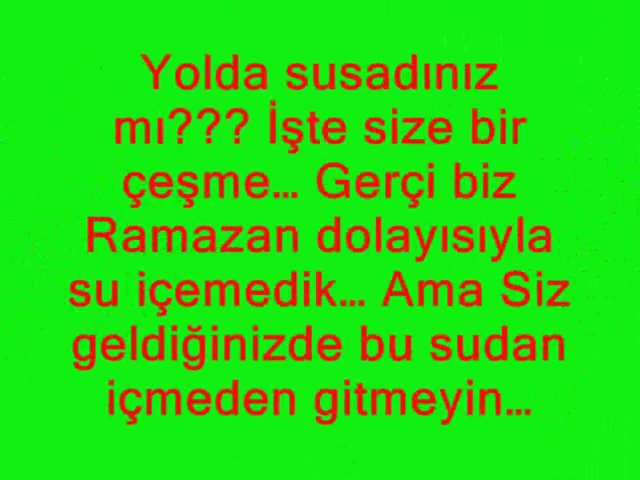 Yolda susadınız
mı??? İşte size bir
çeşme... Gerçi biz
Ramazan dolayısıyla
su içemedik... Ama Siz
geldiğinizde bu sudan
içmeden gitmeyin...